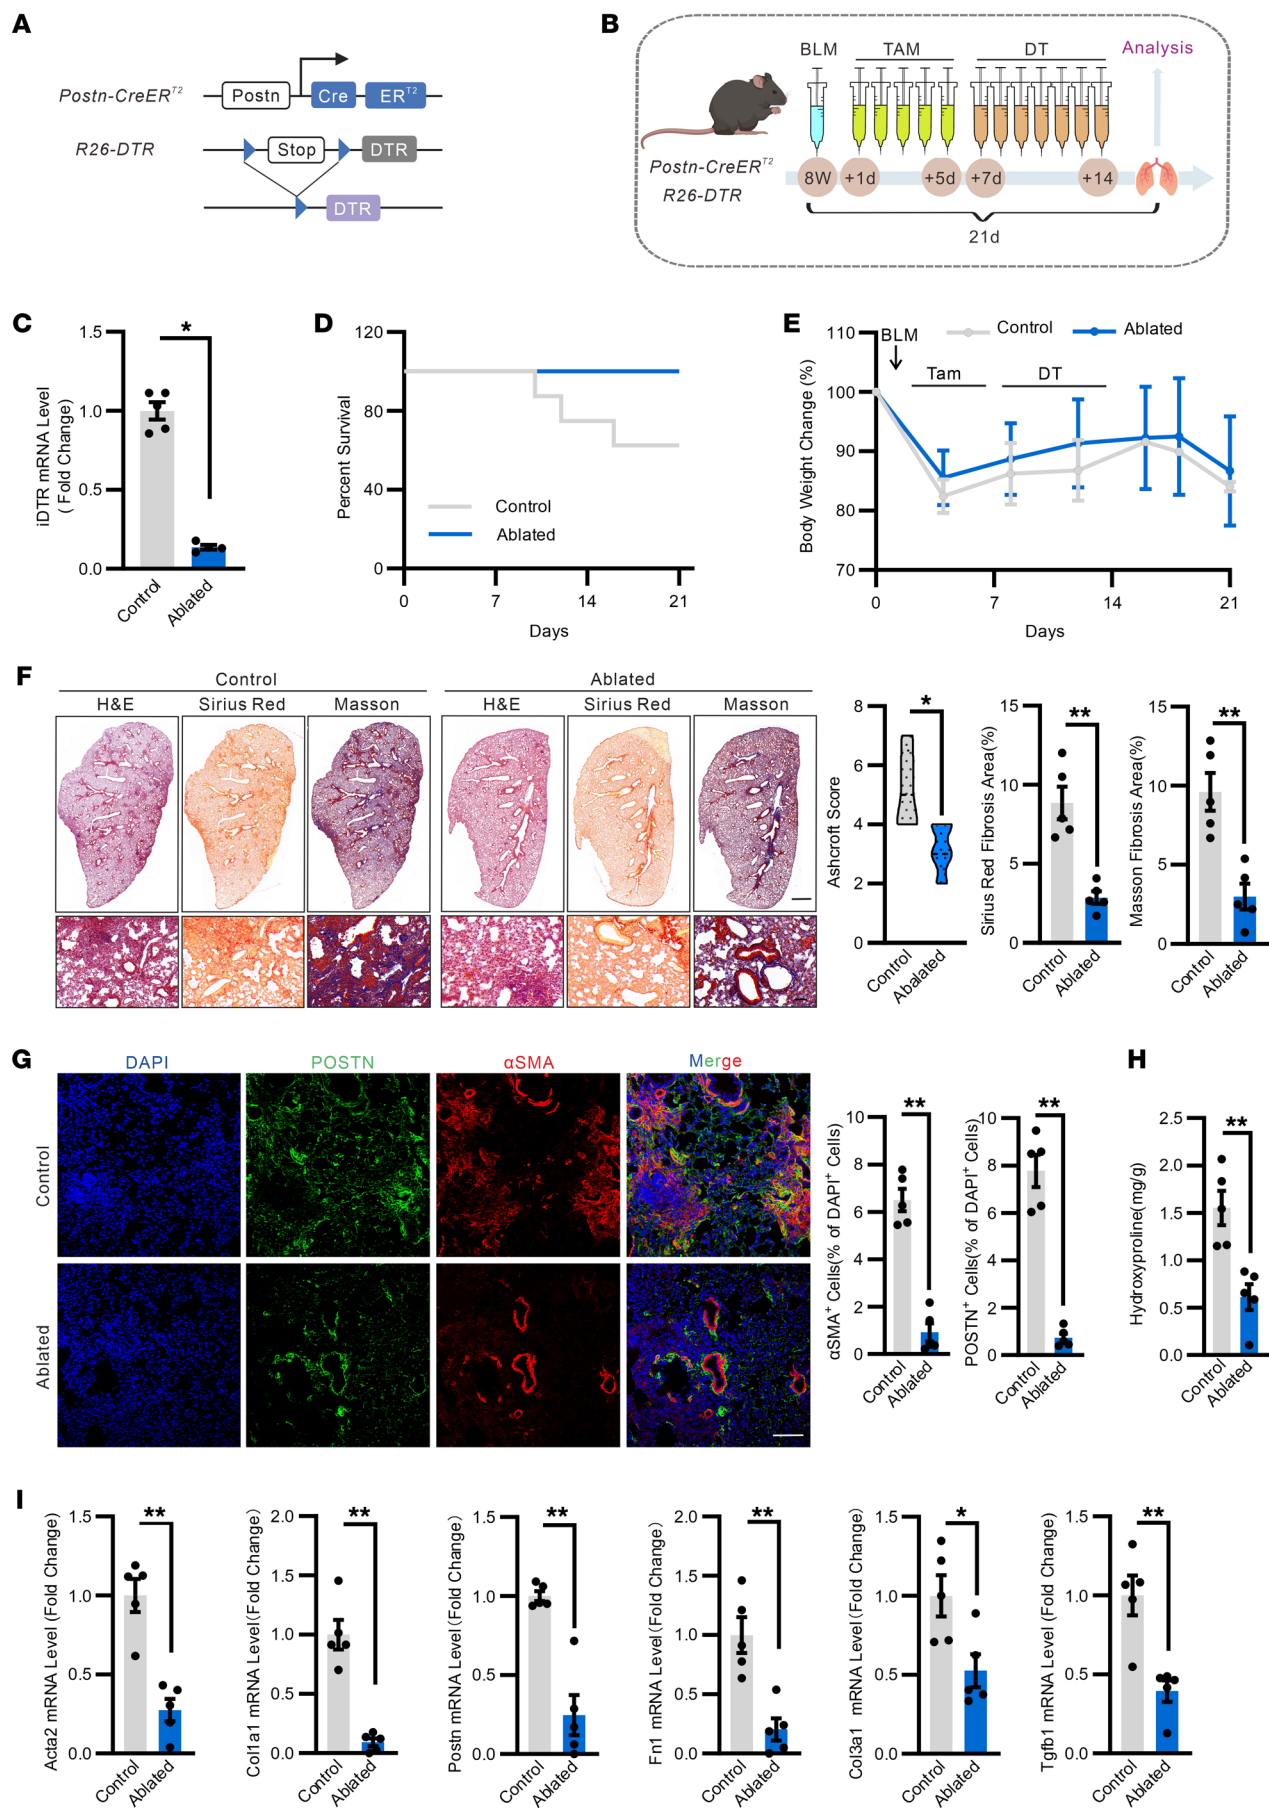 A
Postn-CreER^T2
Postn
Cre
ER^T2
R26-DTR
Stop
DTR
DTR
B
BLM
TAM
DT
Analysis
Postn-CreER^T2
R26-DTR
8W
+1d
+5d
+7d
+14
21d
C
iDTR mRNA Level
( Fold Change)
1.5
1.0
0.5
0.0
*
Control
Ablated
D
Percent Survival
120
80
40
0
Control
Ablated
0
7
14
21
Days
E
Body Weight Change (%)
110
100
90
80
70
BLM
Tam
DT
Control
Ablated
0
7
14
21
Days
F
Control
Ablated
H&E
Sirius Red
Masson
H&E
Sirius Red
Masson
Ashcroft Score
8
6
4
2
0
*
Control
Abalated
Sirius Red Fibrosis Area(%)
15
10
5
0
**
Control
Ablated
Masson Fibrosis Area(%)
15
10
5
0
**
Control
Ablated
G
DAPI
POSTN
αSMA
Merge
Control
Ablated
αSMA⁺ Cells(% of DAPI⁺ Cells)
10
8
6
4
2
0
**
Control
Ablated
POSTN⁺ Cells(% of DAPI⁺ Cells)
10
8
6
4
2
0
**
Control
Ablated
H
Hydroxyproline(mg/g)
2.5
2.0
1.5
1.0
0.5
0.0
**
Control
Ablated
I
Acta2 mRNA Level (Fold Change)
1.5
1.0
0.5
0.0
**
Control
Ablated
Col1a1 mRNA Level(Fold Change)
2.0
1.5
1.0
0.5
0.0
**
Control
Ablated
Postn mRNA Level (Fold Change)
1.5
1.0
0.5
0.0
**
Control
Ablated
Fn1 mRNA Level (Fold Change)
2.0
1.5
1.0
0.5
0.0
**
Control
Ablated
Col3a1 mRNA Level(Fold Change)
1.5
1.0
0.5
0.0
*
Control
Ablated
Tgfb1 mRNA Level (Fold Change)
1.5
1.0
0.5
0.0
**
Control
Ablated